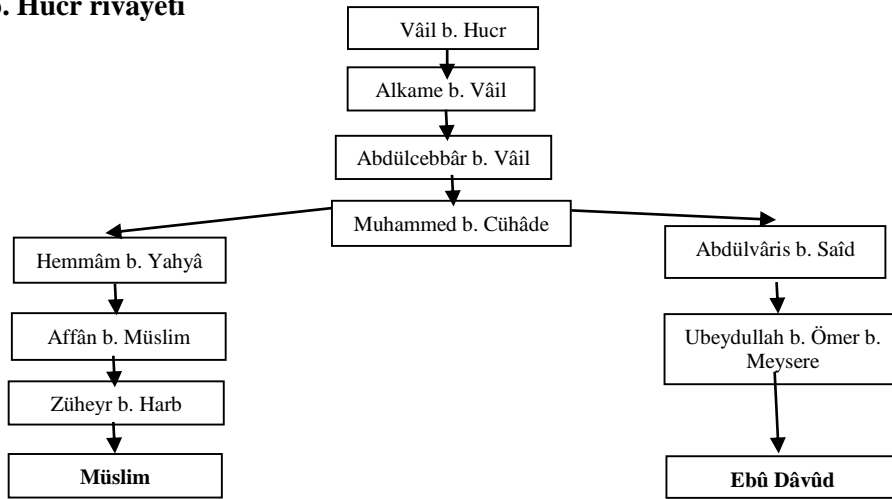 b. Hucr rivayeti
Vâil b. Hucr
Alkame b. Vâil
Abdülcebbâr b. Vâil
Muhammed b. Cühâde
Hemmâm b. Yahyâ
Abdülvâris b. Saîd
Affân b. Müslim
Ubeydullah b. Ömer b.
Meysere
Züheyr b. Harb
Müslim
Ebû Dâvûd